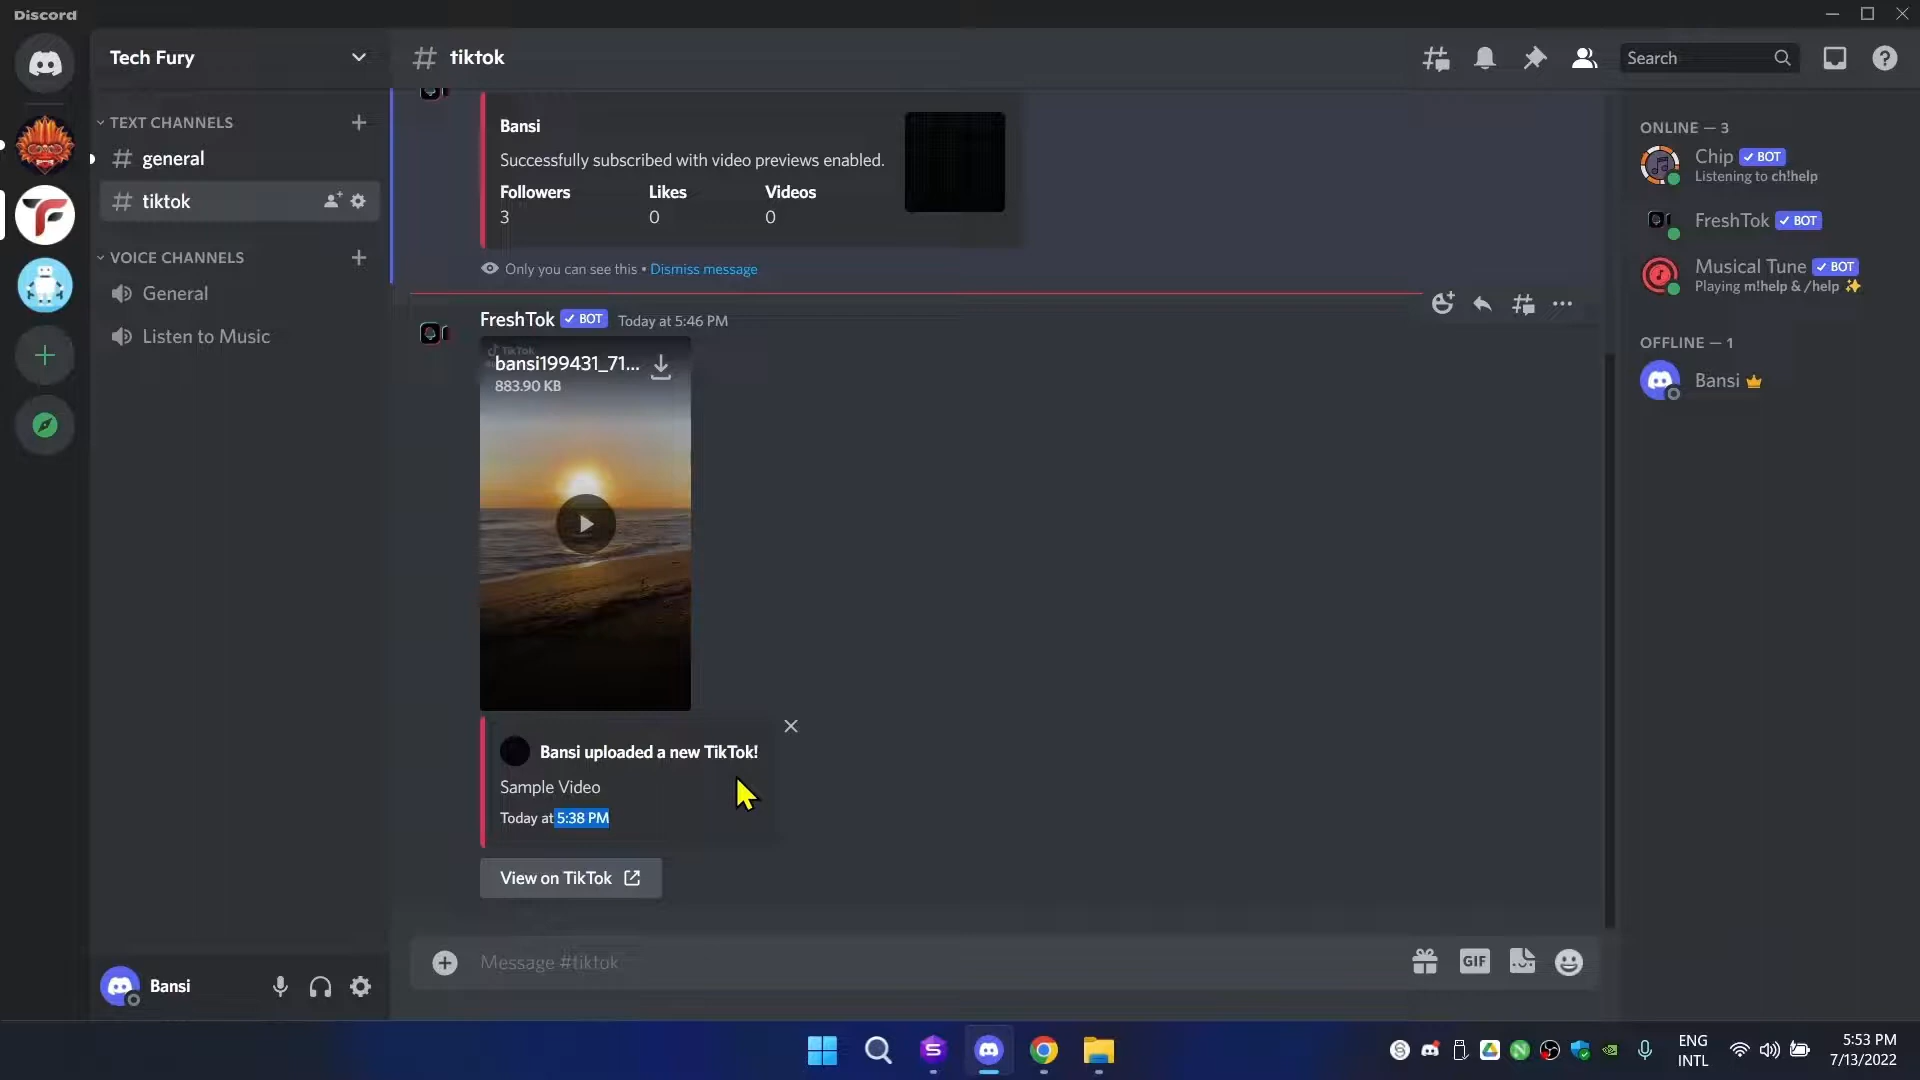 Discord
Tech Fury
tiktok
Search
TEXT CHANNELS
general
tiktok
VOICE CHANNELS
General
Listen to Music
Bansi
Successfully subscribed with video previews enabled.
Followers Likes Videos
3 0 0
Only you can see this • Dismiss message
FreshTok BOT Today at 5:46 PM
TikTok
bansi199431_71...
883.90 KB
Bansi uploaded a new TikTok!
Sample Video
Today at 5:38 PM
View on TikTok
Message #tiktok
GIF
ONLINE — 3
Chip BOT
Listening to ch!help
FreshTok BOT
Musical Tune BOT
Playing m!help & /help ✨
OFFLINE — 1
Bansi
Bansi
ENG
INTL
5:53 PM
7/13/2022